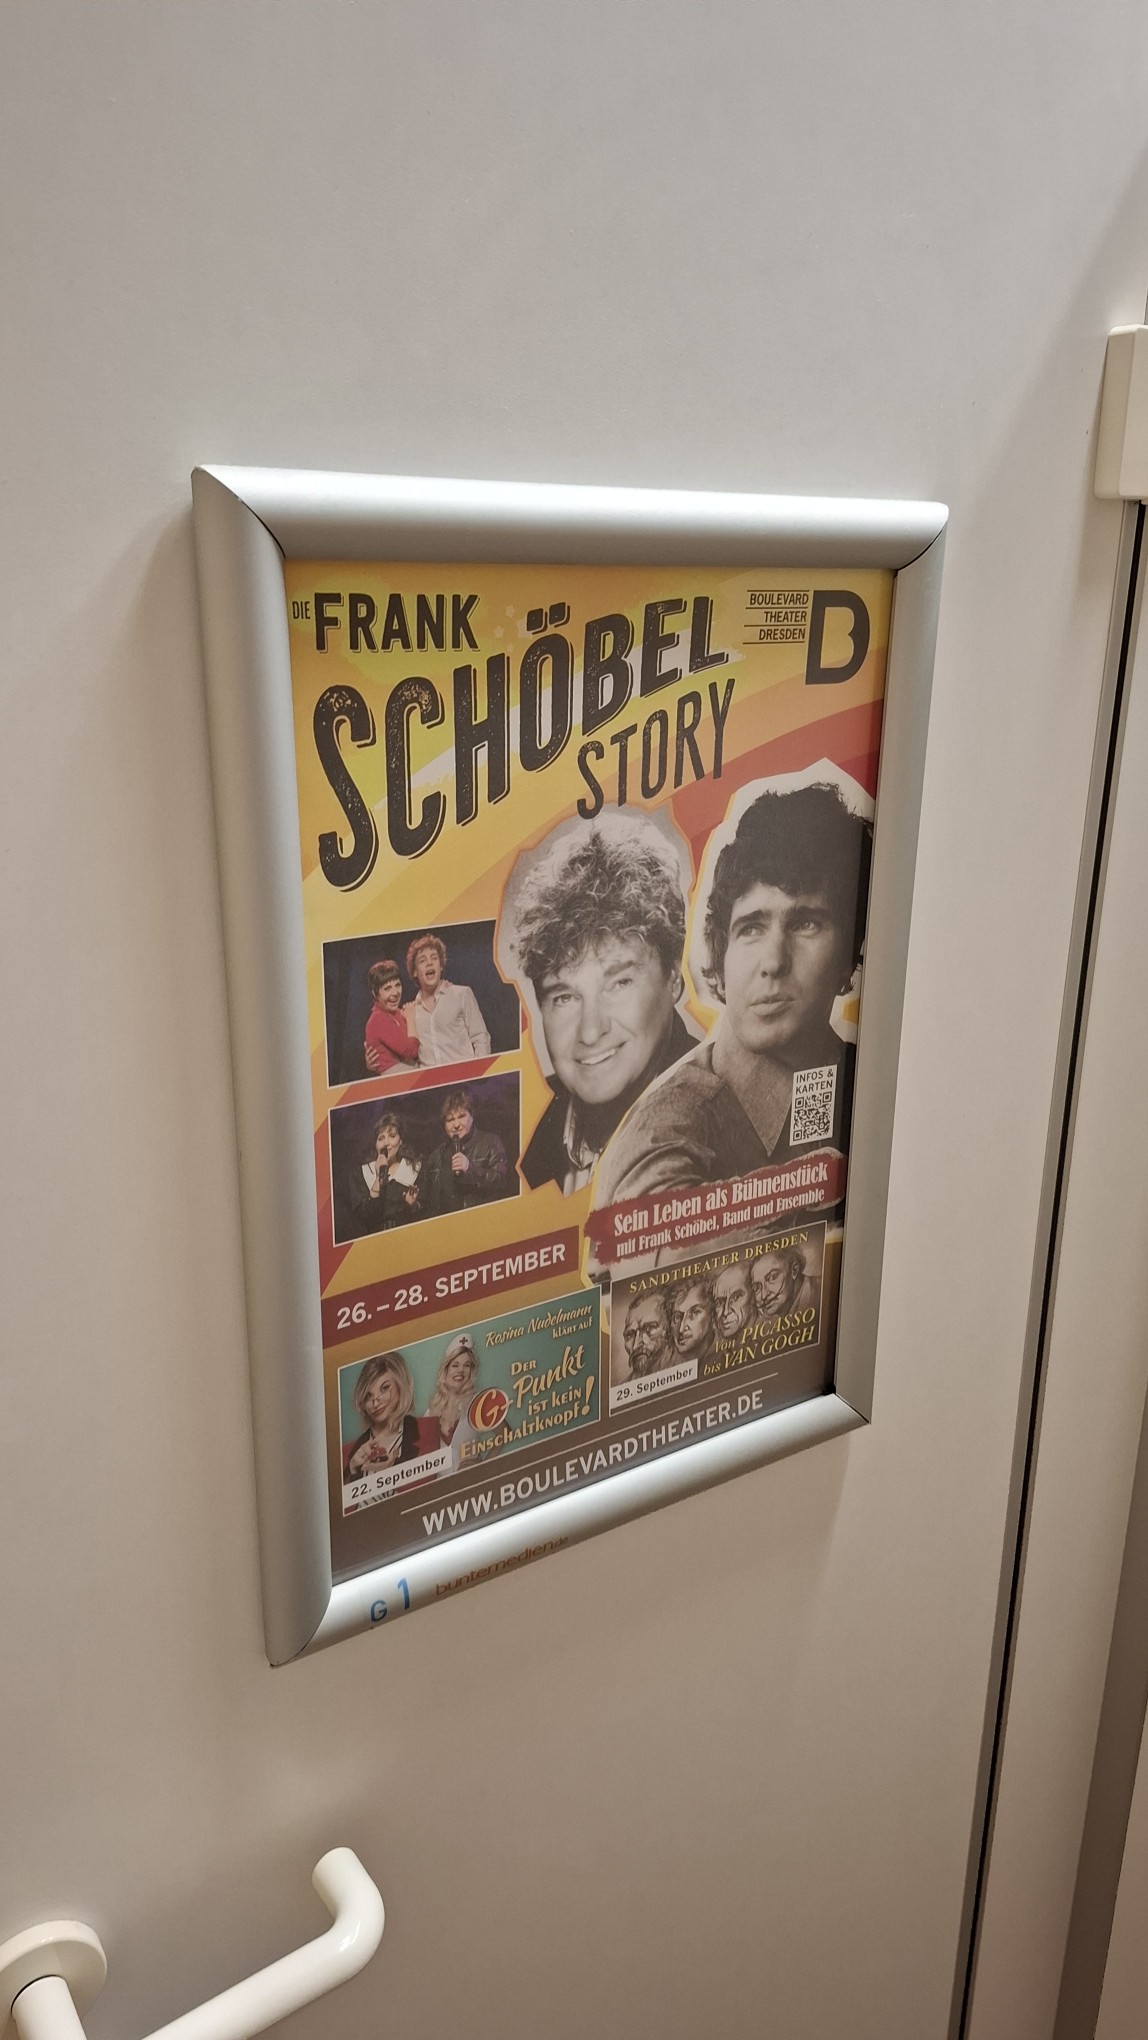 DIE FRANK
SCHÖBEL
STORY
BOULEVARD
THEATER
DRESDEN
B
INFOS &
KARTEN
Sein Leben als Bühnenstück
mit Frank Schöbel, Band und Ensemble
26. – 28. SEPTEMBER
SANDTHEATER DRESDEN
Von PICASSO
bis VAN GOGH
29. September
Rosina Nudelmann
KLÄRT AUF
DER
G-Punkt
IST KEIN
EINSCHALTKNOPF!
22. September
WWW.BOULEVARDTHEATER.DE
G 1 buntemedien.de